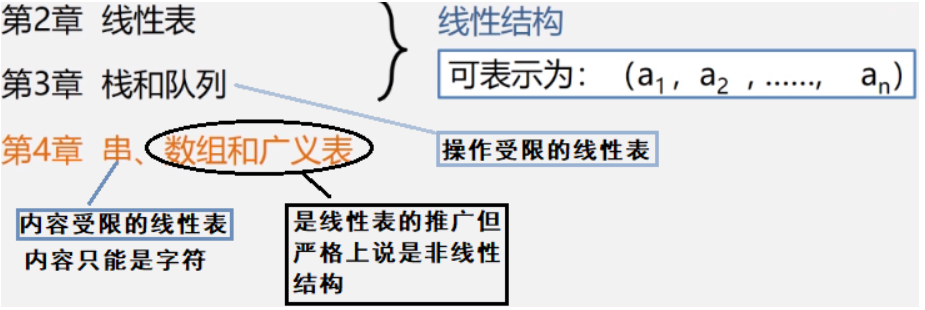 第2章 线性表
线性结构
第3章 栈和队列
可表示为：（a₁，a₂，……，aₙ）
第4章 串、数组和广义表
操作受限的线性表
内容受限的线性表
内容只能是字符
是线性表的推广但
严格上说是非线性
结构